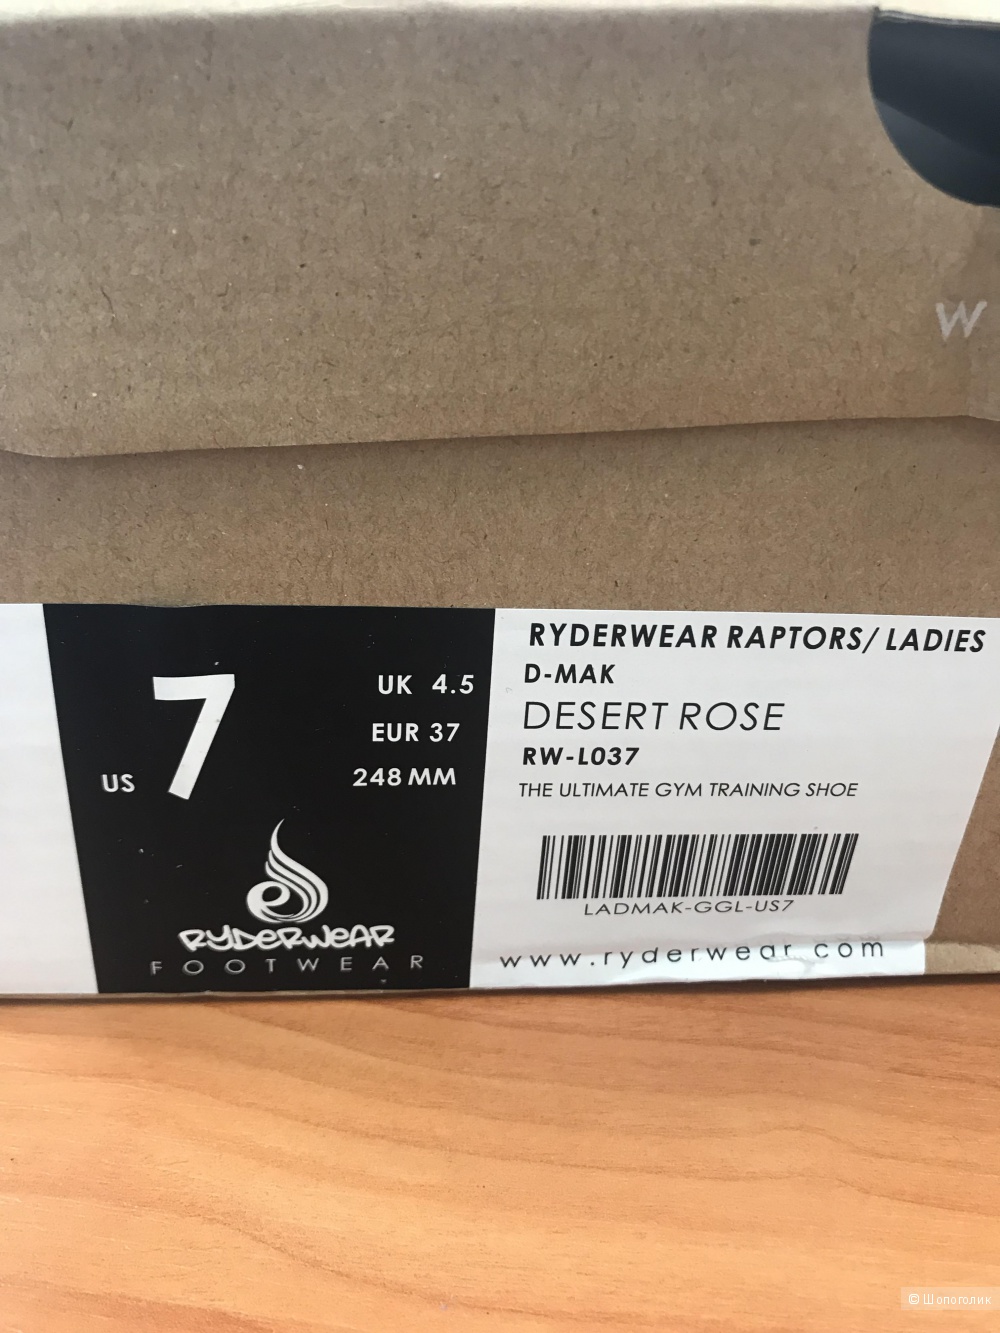 W
7
US
UK 4.5
EUR 37
248 MM
RYDERWEAR
FOOTWEAR
RYDERWEAR RAPTORS/ LADIES
D-MAK
DESERT ROSE
RW-L037
THE ULTIMATE GYM TRAINING SHOE
LADMAK-GGL-US7
www.ryderwear.com
© Шопоголик